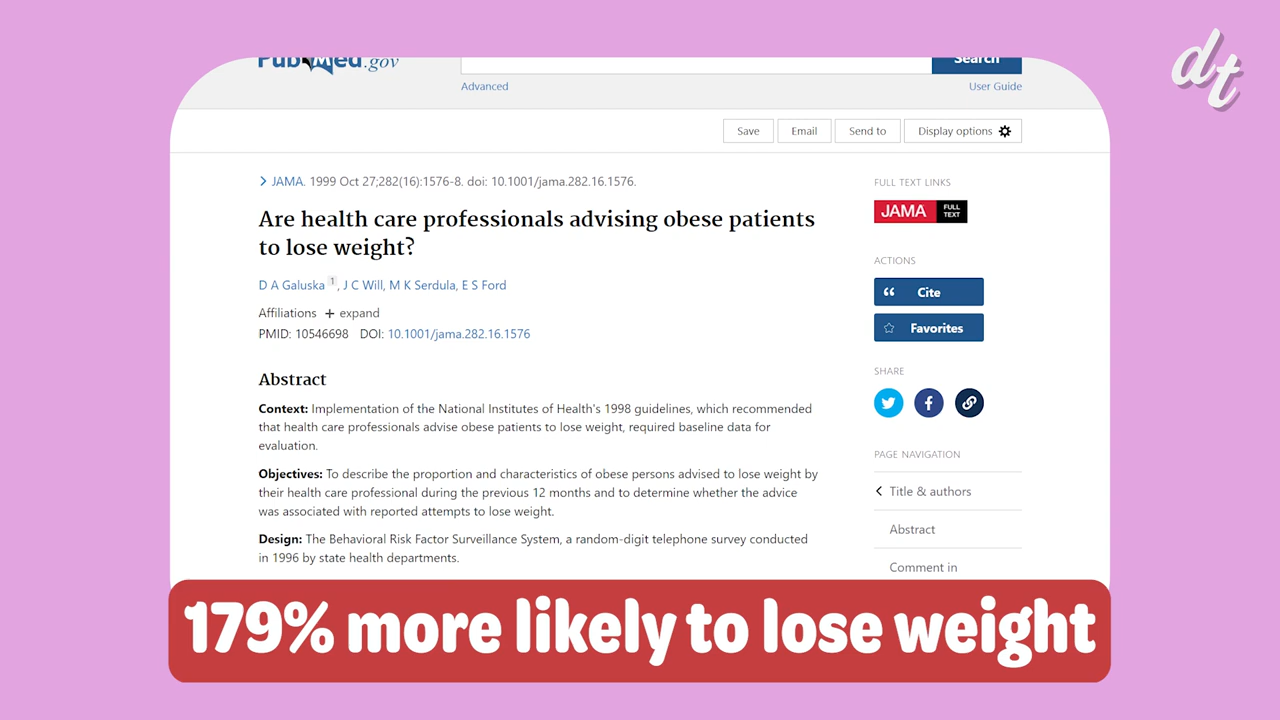 PubMed.gov
Search
Advanced
User Guide
Save
Email
Send to
Display options
JAMA. 1999 Oct 27;282(16):1576-8. doi: 10.1001/jama.282.16.1576.
Are health care professionals advising obese patients
to lose weight?
D A Galuska 1, J C Will, M K Serdula, E S Ford
Affiliations + expand
PMID: 10546698 DOI: 10.1001/jama.282.16.1576
Abstract
Context: Implementation of the National Institutes of Health's 1998 guidelines, which recommended
that health care professionals advise obese patients to lose weight, required baseline data for
evaluation.
Objectives: To describe the proportion and characteristics of obese persons advised to lose weight by
their health care professional during the previous 12 months and to determine whether the advice
was associated with reported attempts to lose weight.
Design: The Behavioral Risk Factor Surveillance System, a random-digit telephone survey conducted
in 1996 by state health departments.
FULL TEXT LINKS
JAMA FULL
TEXT
ACTIONS
Cite
Favorites
SHARE
PAGE NAVIGATION
Title & authors
Abstract
Comment in
179% more likely to lose weight
dt